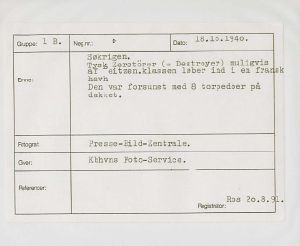 Gruppe: 1 B. Neg.nr.: Dato: 18.10.1940.
Søkrigen.
Tysk Zerstörer (= Destroyer) muligvis
af eitzen.klassen løber ind i en fransk
havn
Emne: Den var forsunet med 8 torpedoer på
dækket.
Fotograf: Presse-Bild-Zentrale.
Giver: Kbhvns Foto-Service.
Referencer:
Registrator: Ros 20.8.91.